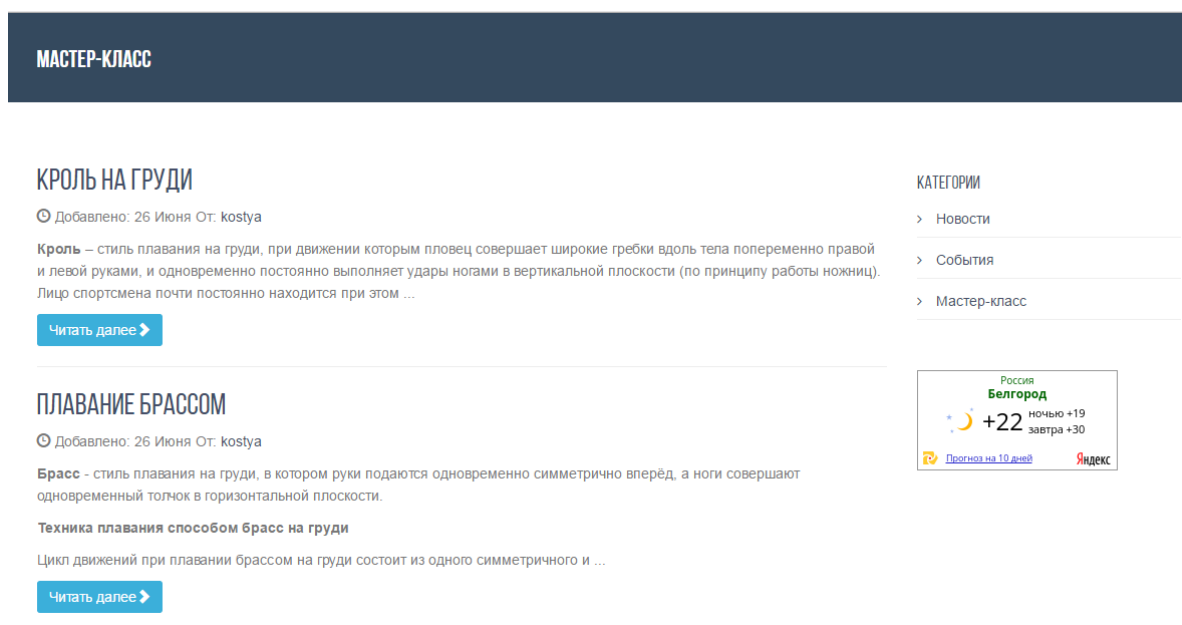 МАСТЕР-КЛАСС
КРОЛЬ НА ГРУДИ
Добавлено: 26 Июня От: kostya
Кроль – стиль плавания на груди, при движении которым пловец совершает широкие гребки вдоль тела попеременно правой
и левой руками, и одновременно постоянно выполняет удары ногами в вертикальной плоскости (по принципу работы ножниц).
Лицо спортсмена почти постоянно находится при этом ...
Читать далее
ПЛАВАНИЕ БРАССОМ
Добавлено: 26 Июня От: kostya
Брасс - стиль плавания на груди, в котором руки подаются одновременно симметрично вперёд, а ноги совершают
одновременный толчок в горизонтальной плоскости.
Техника плавания способом брасс на груди
Цикл движений при плавании брассом на груди состоит из одного симметричного и ...
Читать далее
КАТЕГОРИИ
Новости
События
Мастер-класс
Россия
Белгород
+22
ночью +19
завтра +30
Прогноз на 10 дней
Яндекс